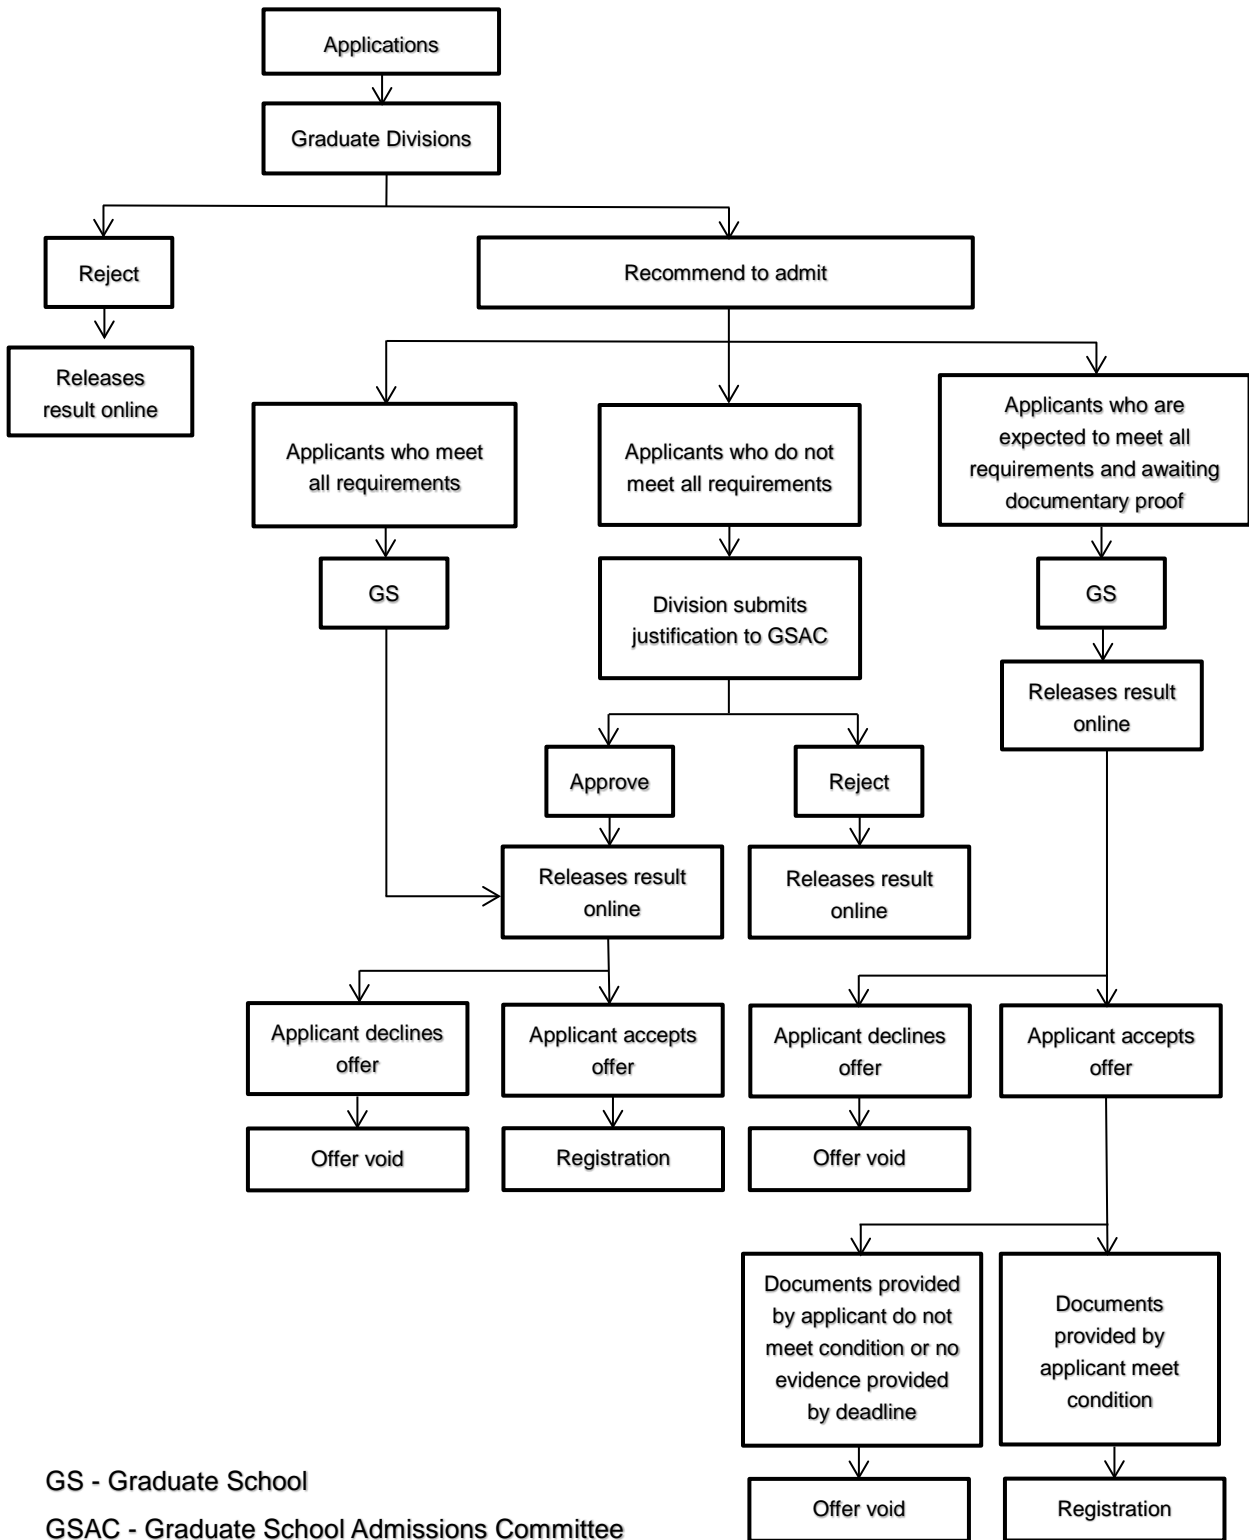 Applications
Graduate Divisions
Reject
Recommend to admit
Releases
result online
Applicants who meet
all requirements
Applicants who do not
meet all requirements
Applicants who are
expected to meet all
requirements and awaiting
documentary proof
GS
Division submits
justification to GSAC
GS
Releases result
online
Approve
Reject
Releases result
online
Releases result
online
Applicant declines
offer
Applicant accepts
offer
Applicant declines
offer
Applicant accepts
offer
Offer void
Registration
Offer void
Documents provided
by applicant do not
meet condition or no
evidence provided
by deadline
Documents
provided by
applicant meet
condition
Offer void
Registration
GS - Graduate School
GSAC - Graduate School Admissions Committee